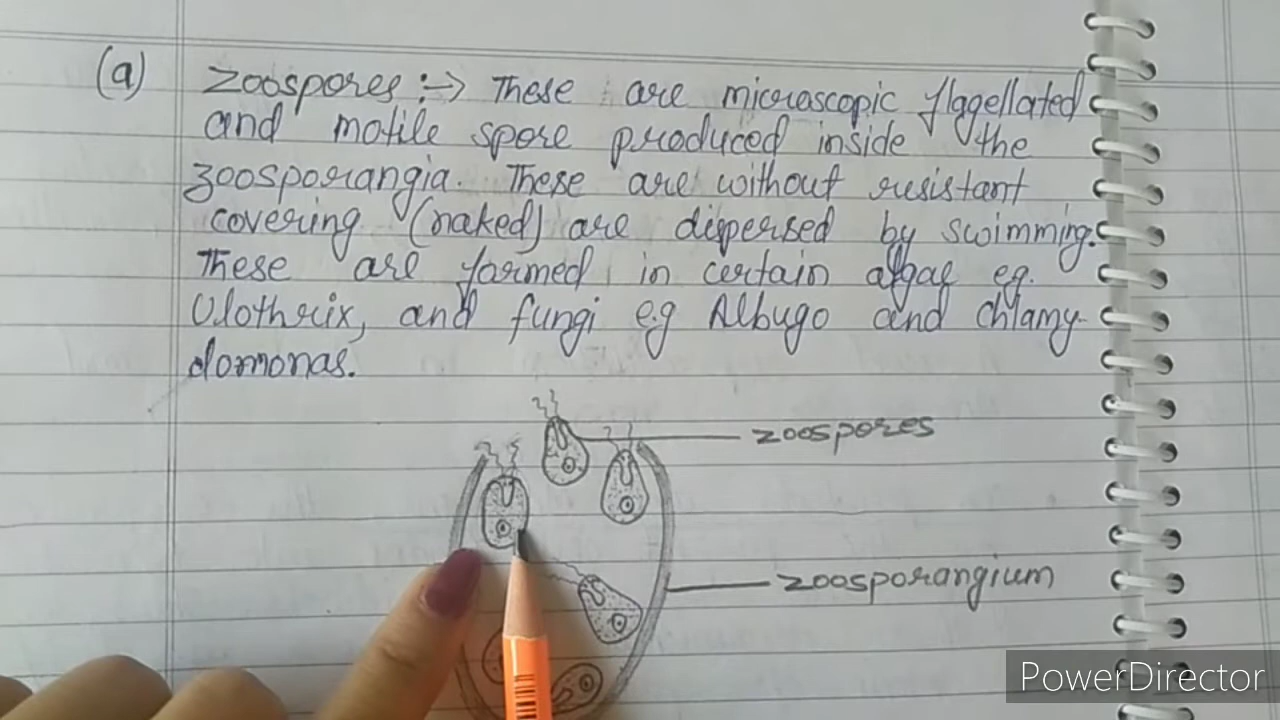 (a) Zoospores :→ These are microscopic flagellated
and motile spore produced inside the
zoosporangia. These are without resistant
covering (naked) are dispersed by swimming.
These are formed in certain algae eg.
Ulothrix, and fungi e.g Albugo and chlamy-
domonas.
zoospores
zoosporangium
PowerDirector